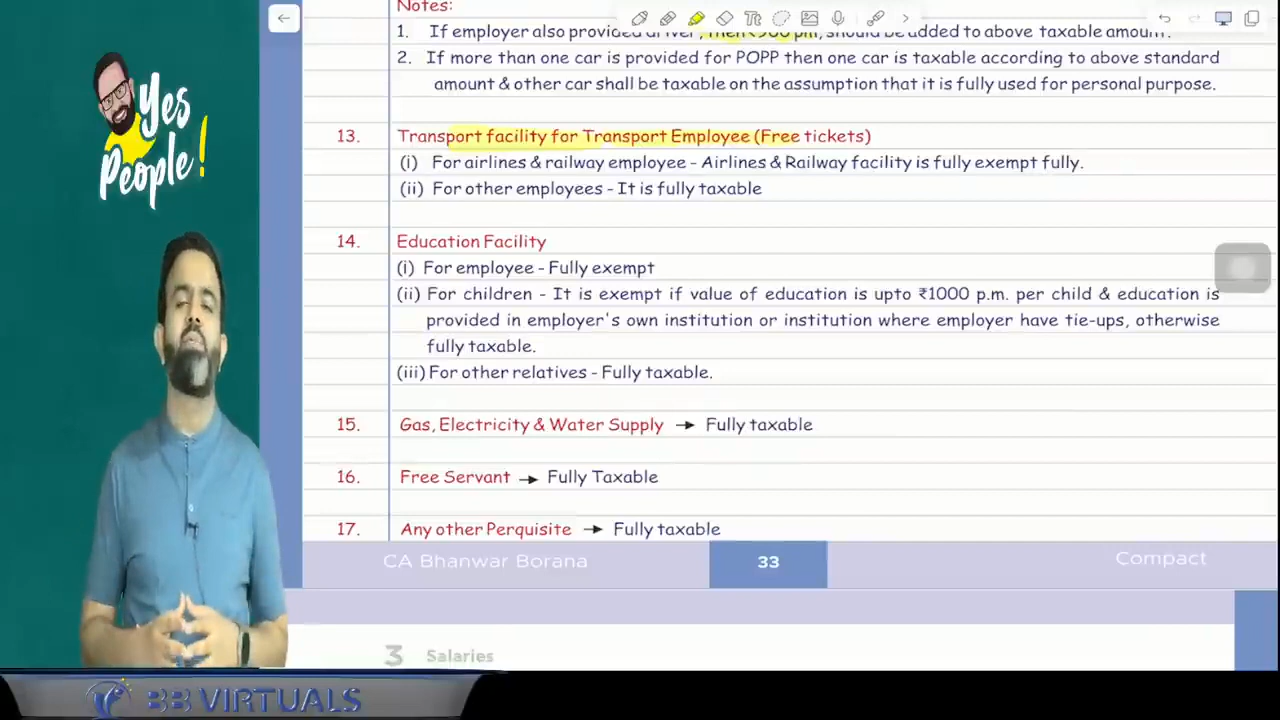 Yes
People!
Notes:
1. If employer also provided driver, then ₹900 pm, should be added to above taxable amount.
2. If more than one car is provided for POPP then one car is taxable according to above standard
amount & other car shall be taxable on the assumption that it is fully used for personal purpose.
13. Transport facility for Transport Employee (Free tickets)
(i) For airlines & railway employee - Airlines & Railway facility is fully exempt fully.
(ii) For other employees - It is fully taxable
14. Education Facility
(i) For employee - Fully exempt
(ii) For children - It is exempt if value of education is upto ₹1000 p.m. per child & education is
provided in employer's own institution or institution where employer have tie-ups, otherwise
fully taxable.
(iii) For other relatives - Fully taxable.
15. Gas, Electricity & Water Supply → Fully taxable
16. Free Servant → Fully Taxable
17. Any other Perquisite → Fully taxable
CA Bhanwar Borana 33 Compact
3 Salaries
BB VIRTUALS